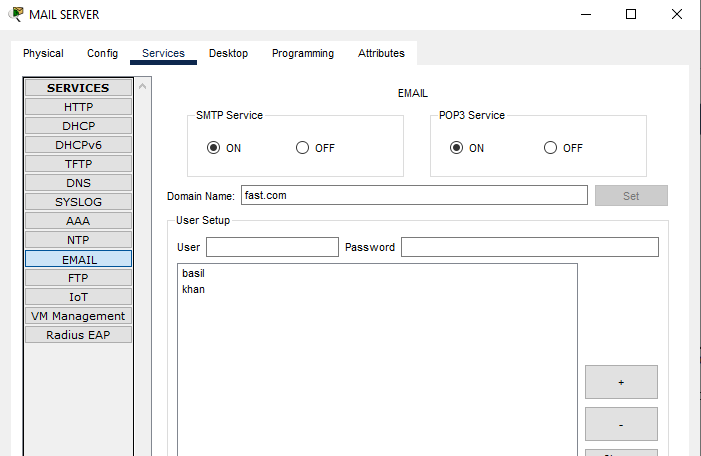 MAIL SERVER
Physical Config Services Desktop Programming Attributes
SERVICES
HTTP
DHCP
DHCPv6
TFTP
DNS
SYSLOG
AAA
NTP
EMAIL
FTP
IoT
VM Management
Radius EAP
EMAIL
SMTP Service
ON OFF
POP3 Service
ON OFF
Domain Name: fast.com Set
User Setup
User Password
basil
khan
+
-